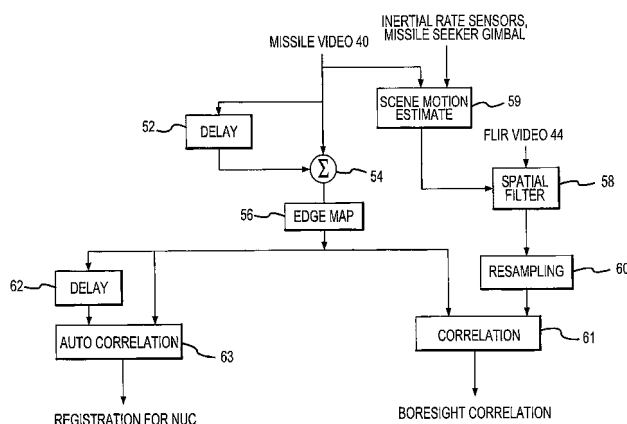 INERTIAL RATE SENSORS,
MISSILE SEEKER GIMBAL
MISSILE VIDEO 40
SCENE MOTION
ESTIMATE
59
52
DELAY
FLIR VIDEO 44
Σ
54
SPATIAL
FILTER
58
56
EDGE MAP
RESAMPLING
60
62
DELAY
AUTO CORRELATION
63
CORRELATION
61
REGISTRATION FOR NUC
BORESIGHT CORRELATION